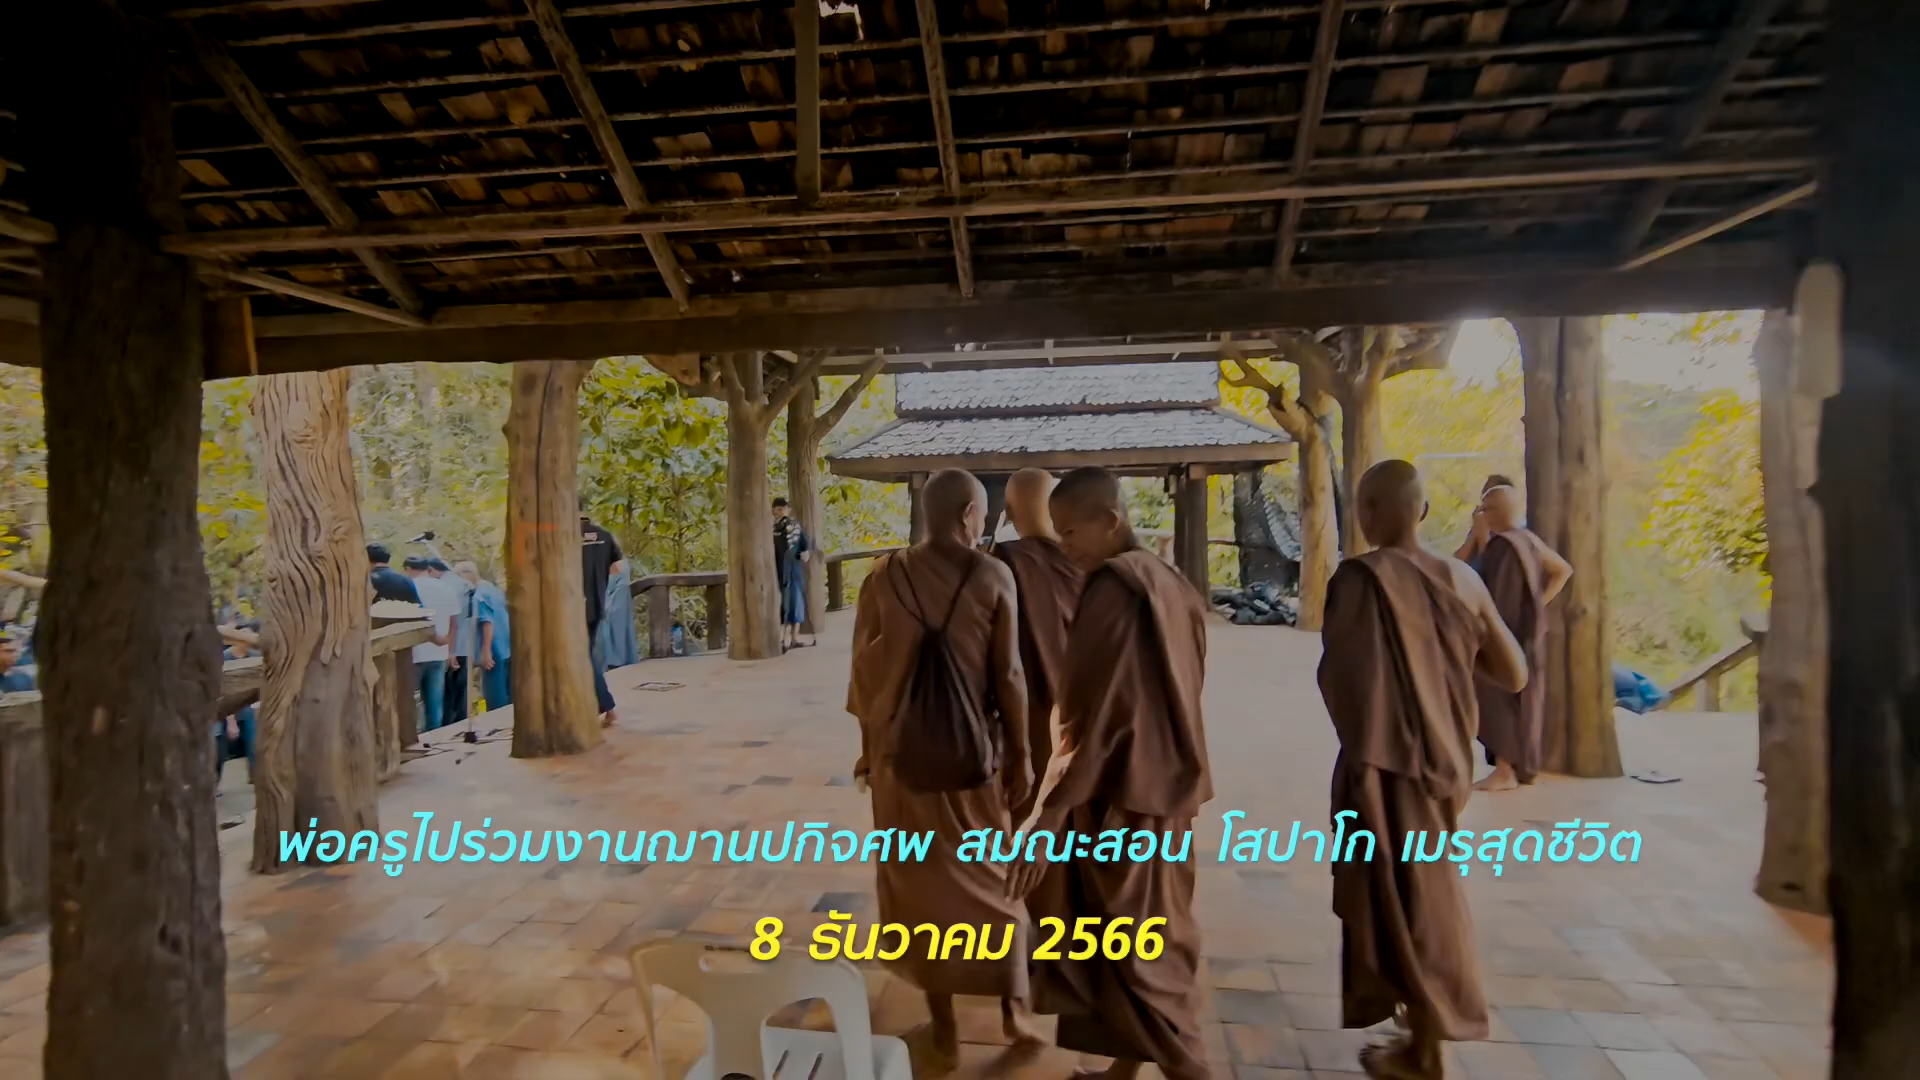 พ่อครูไปร่วมงานฌานปกิจศพ สมณะสอน โสปาโก เมรุสุดชีวิต
8 ธันวาคม 2566